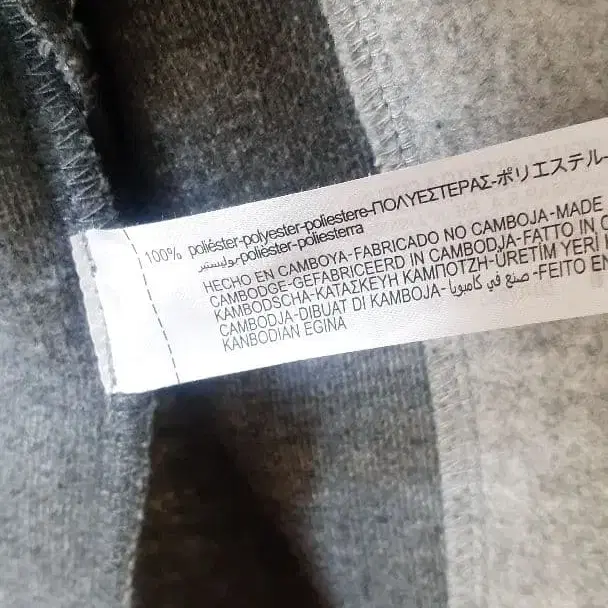 100% poliéster-polyester-poliestere-ΠΟΛΥΕΣΤΕΡΑΣ-ポリエステル-
بوليستير-poliéster-poliesterra
HECHO EN CAMBOYA-FABRICADO NO CAMBOJA-MADE
CAMBODGE-GEFABRICEERD IN CAMBODJA-FATTO IN C
KAMBODSCHA-ΚΑΤΑΣΚΕΥΗ ΚΑΜΠΟΤΖΗ-ÜRETİM YERİ
CAMBODJA-DIBUAT DI KAMBOJA-صنع في كامبوديا-FEITO EN
KANBODIAN EGINA